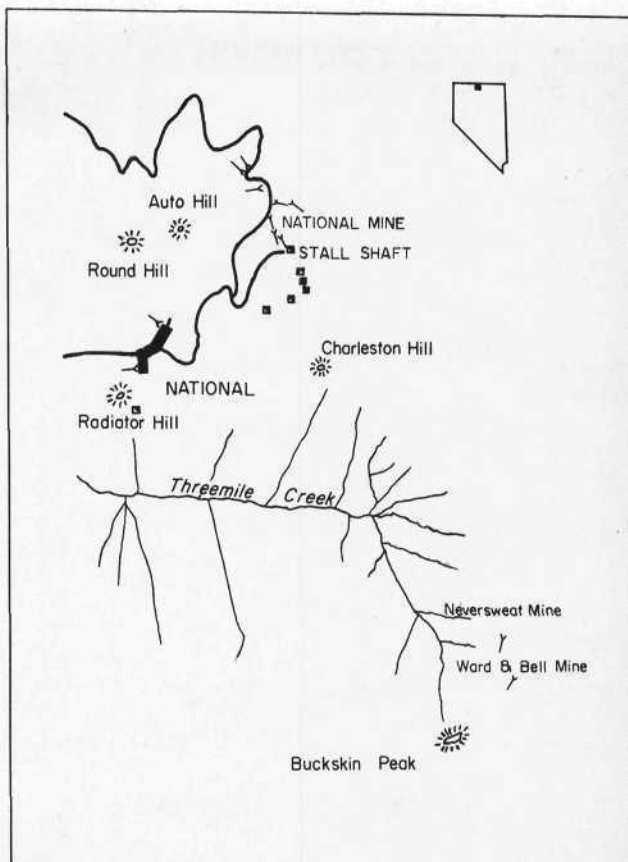 Auto Hill
NATIONAL MINE
Round Hill
STALL SHAFT
Charleston Hill
NATIONAL
Radiator Hill
Threemile Creek
Neversweat Mine
Ward & Bell Mine
Buckskin Peak